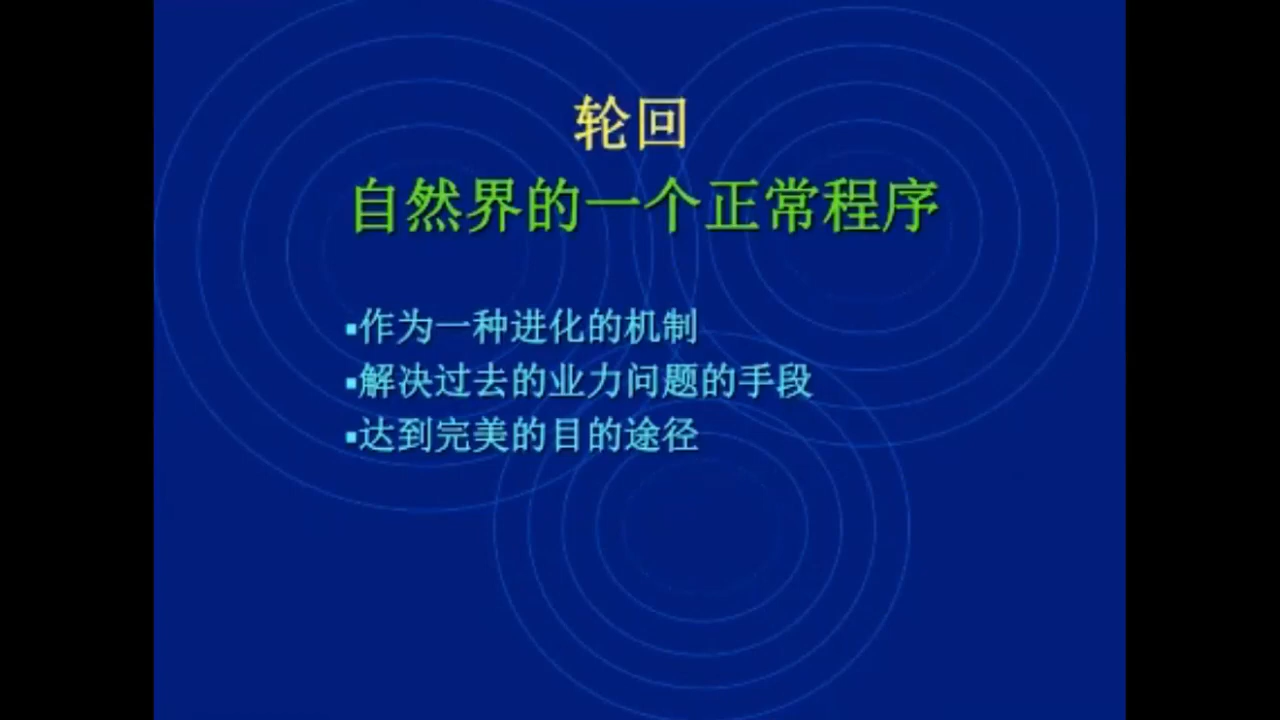 轮回
自然界的一个正常程序
▪作为一种进化的机制
▪解决过去的业力问题的手段
▪达到完美的目的途径